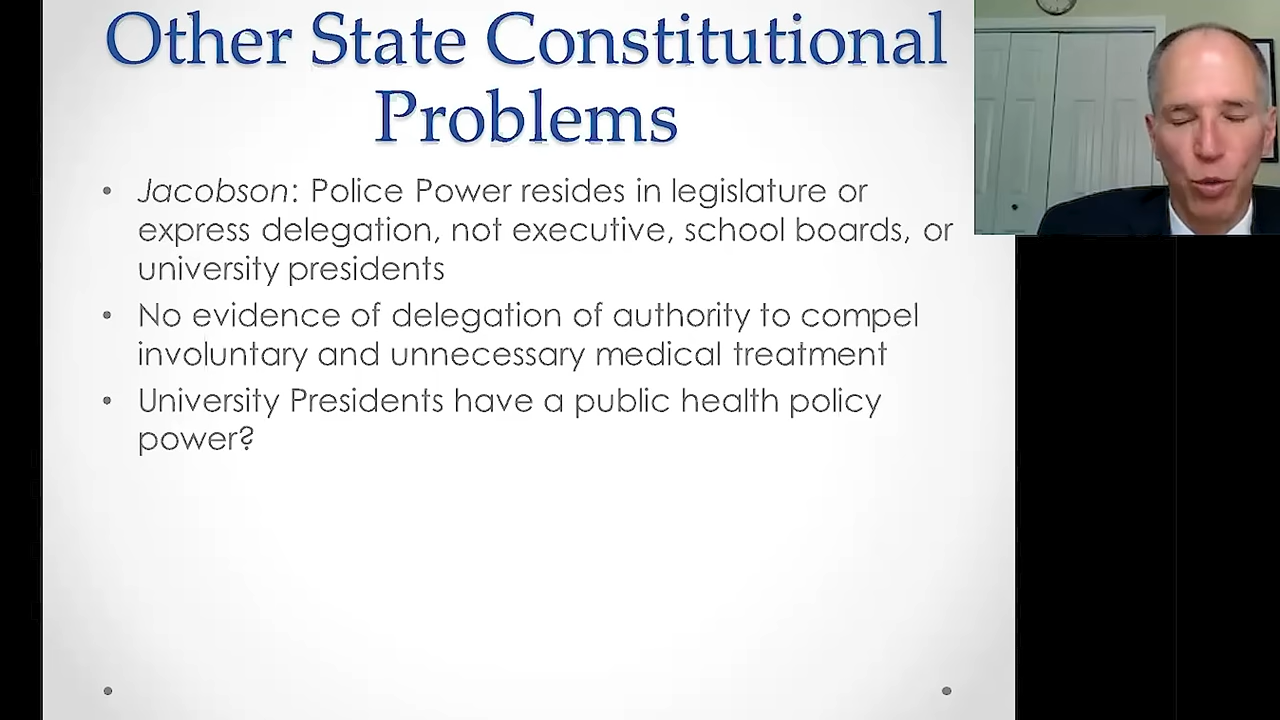 Other State Constitutional
Problems
• Jacobson: Police Power resides in legislature or
express delegation, not executive, school boards, or
university presidents
• No evidence of delegation of authority to compel
involuntary and unnecessary medical treatment
• University Presidents have a public health policy
power?